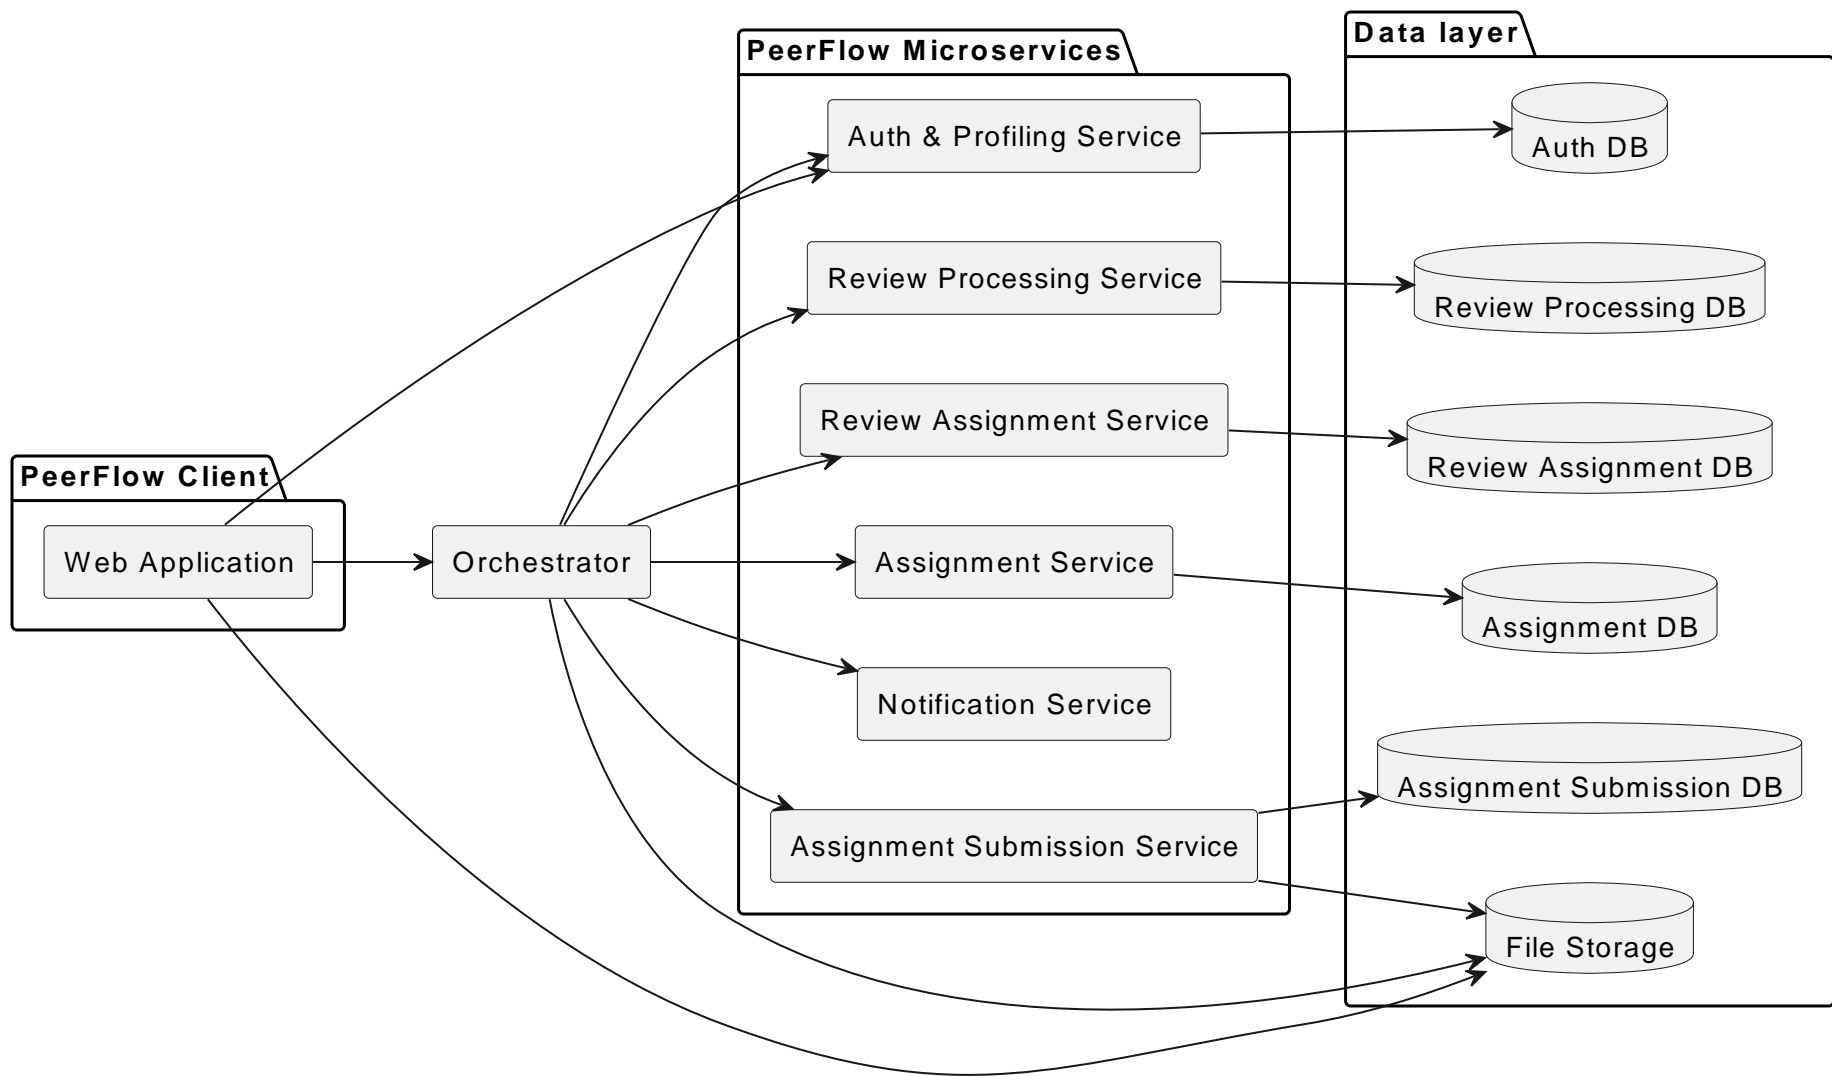 PeerFlow Client
Web Application
Orchestrator
PeerFlow Microservices
Auth & Profiling Service
Review Processing Service
Review Assignment Service
Assignment Service
Notification Service
Assignment Submission Service
Data layer
Auth DB
Review Processing DB
Review Assignment DB
Assignment DB
Assignment Submission DB
File Storage